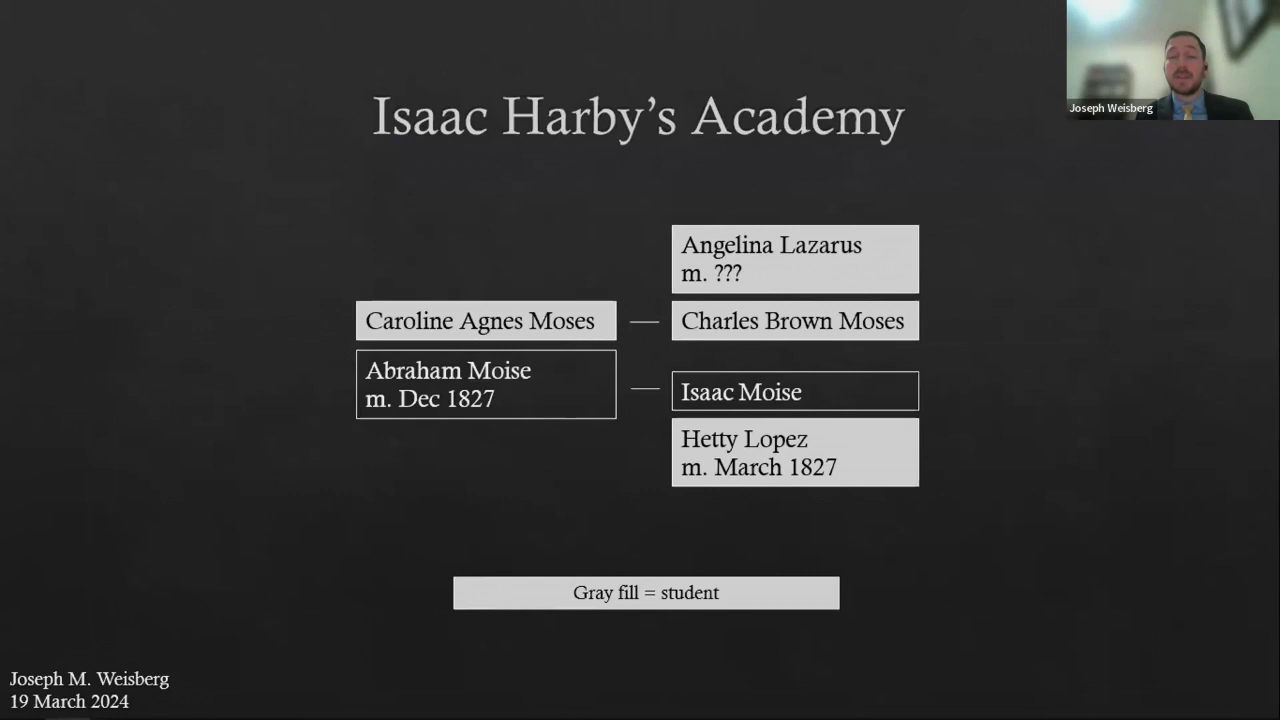 Joseph Weisberg
Isaac Harby's Academy
Angelina Lazarus
m. ???
Caroline Agnes Moses
Charles Brown Moses
Abraham Moise
m. Dec 1827
Isaac Moise
Hetty Lopez
m. March 1827
Gray fill = student
Joseph M. Weisberg
19 March 2024